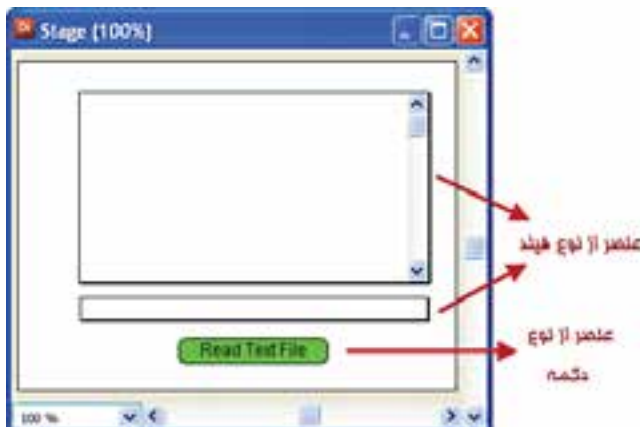 Stage (100%)
عنصر از نوع فیلد
Read Text File
عنصر از نوع
دکمه
100 %